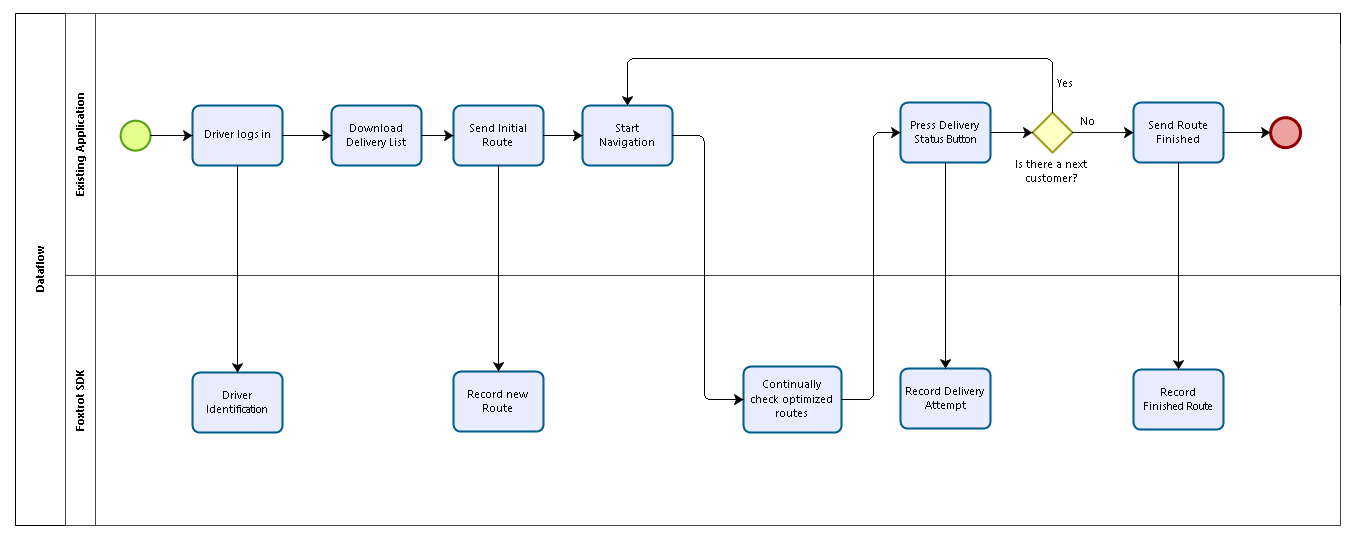 Dataflow
Existing Application
Driver logs in
Download
Delivery List
Send Initial
Route
Start
Navigation
Press Delivery
Status Button
Yes
No
Is there a next
customer?
Send Route
Finished
Foxtrot SDK
Driver
Identification
Record new
Route
Continually
check optimized
routes
Record Delivery
Attempt
Record
Finished Route